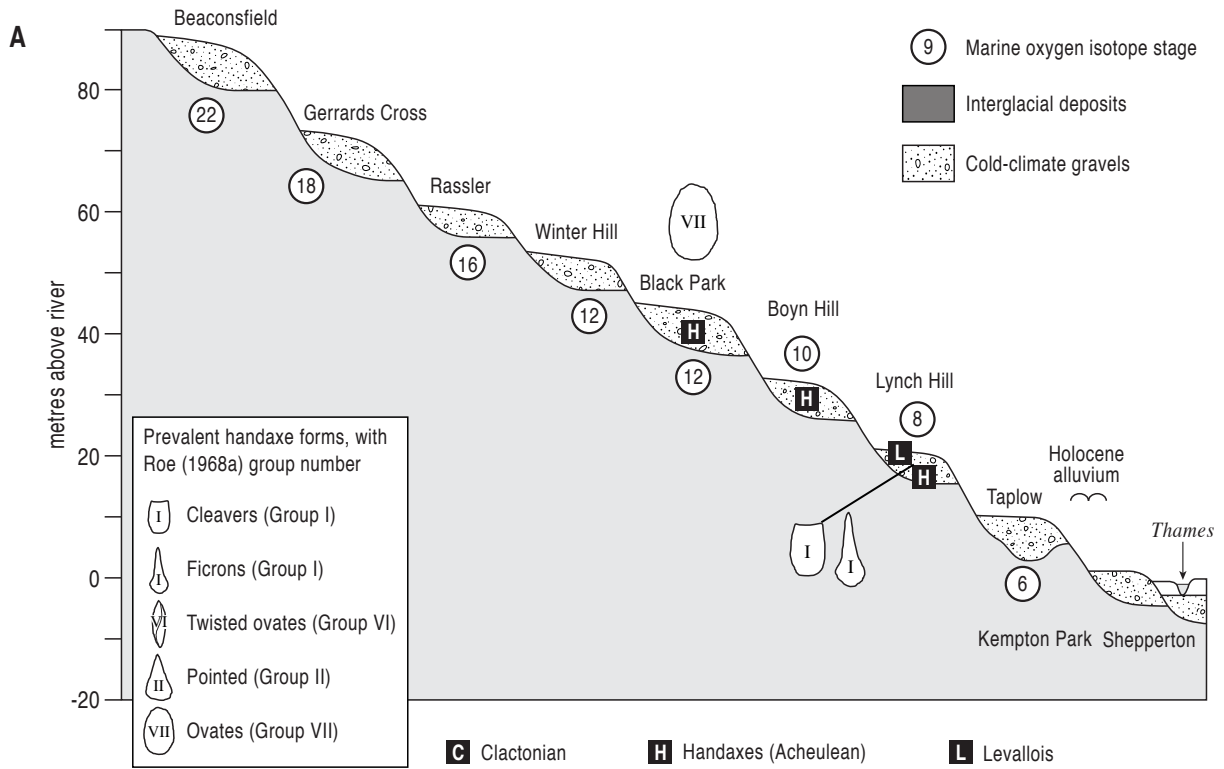 A
Beaconsfield
9 Marine oxygen isotope stage
Interglacial deposits
Cold-climate gravels
80
22
Gerrards Cross
18
Rassler
60
16
Winter Hill
12
VII
Black Park
H
12
40
Boyn Hill
10
H
Lynch Hill
8
L
H
20
I
I
Taplow
6
Holocene
alluvium
Thames
Kempton Park
Shepperton
0
-20
metres above river
Prevalent handaxe forms, with
Roe (1968a) group number
I Cleavers (Group I)
I Ficrons (Group I)
VI Twisted ovates (Group VI)
II Pointed (Group II)
VII Ovates (Group VII)
C Clactonian
H Handaxes (Acheulean)
L Levallois